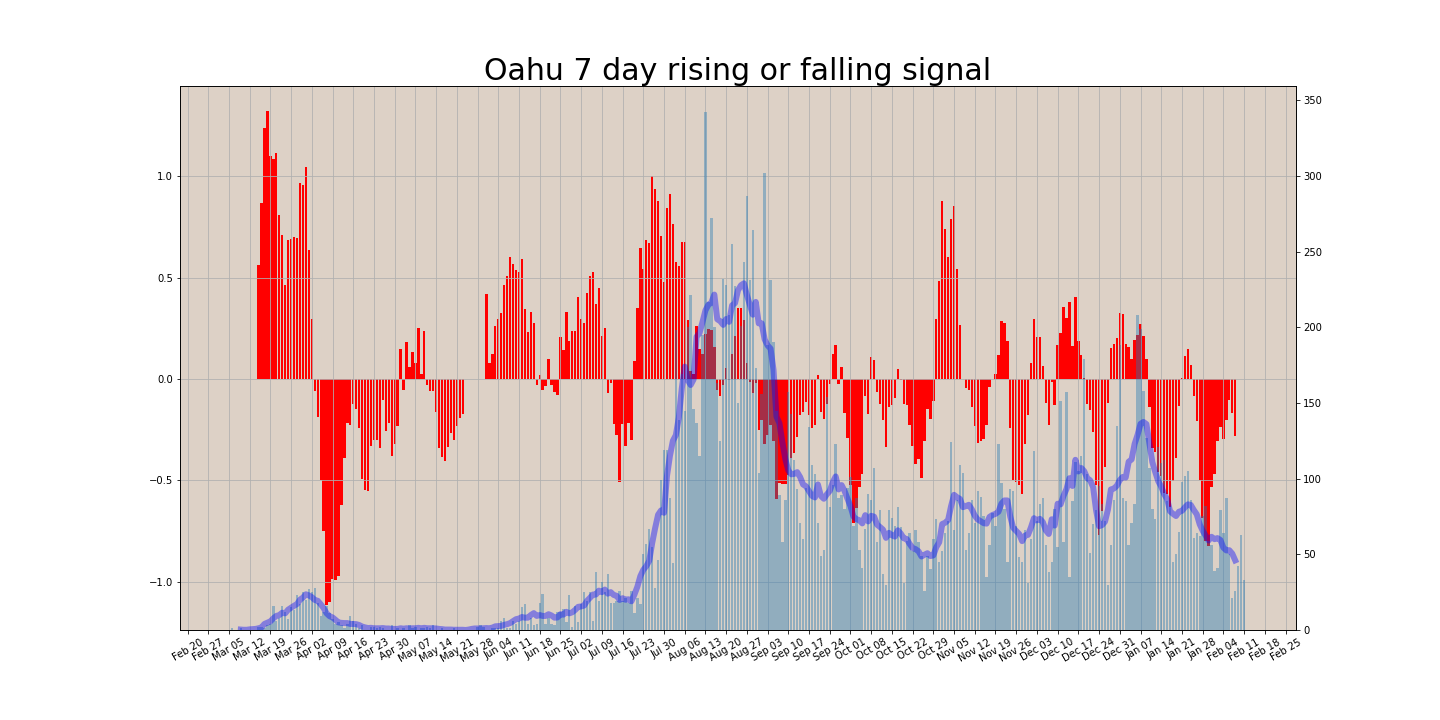 Oahu 7 day rising or falling signal
1.0
0.5
0.0
−0.5
−1.0
350
300
250
200
150
100
50
0
Feb 20
Feb 27
Mar 05
Mar 12
Mar 19
Mar 26
Apr 02
Apr 09
Apr 16
Apr 23
Apr 30
May 07
May 14
May 21
May 28
Jun 04
Jun 11
Jun 18
Jun 25
Jul 02
Jul 09
Jul 16
Jul 23
Jul 30
Aug 06
Aug 13
Aug 20
Aug 27
Sep 03
Sep 10
Sep 17
Sep 24
Oct 01
Oct 08
Oct 15
Oct 22
Oct 29
Nov 05
Nov 12
Nov 19
Nov 26
Dec 03
Dec 10
Dec 17
Dec 24
Dec 31
Jan 07
Jan 14
Jan 21
Jan 28
Feb 04
Feb 11
Feb 18
Feb 25